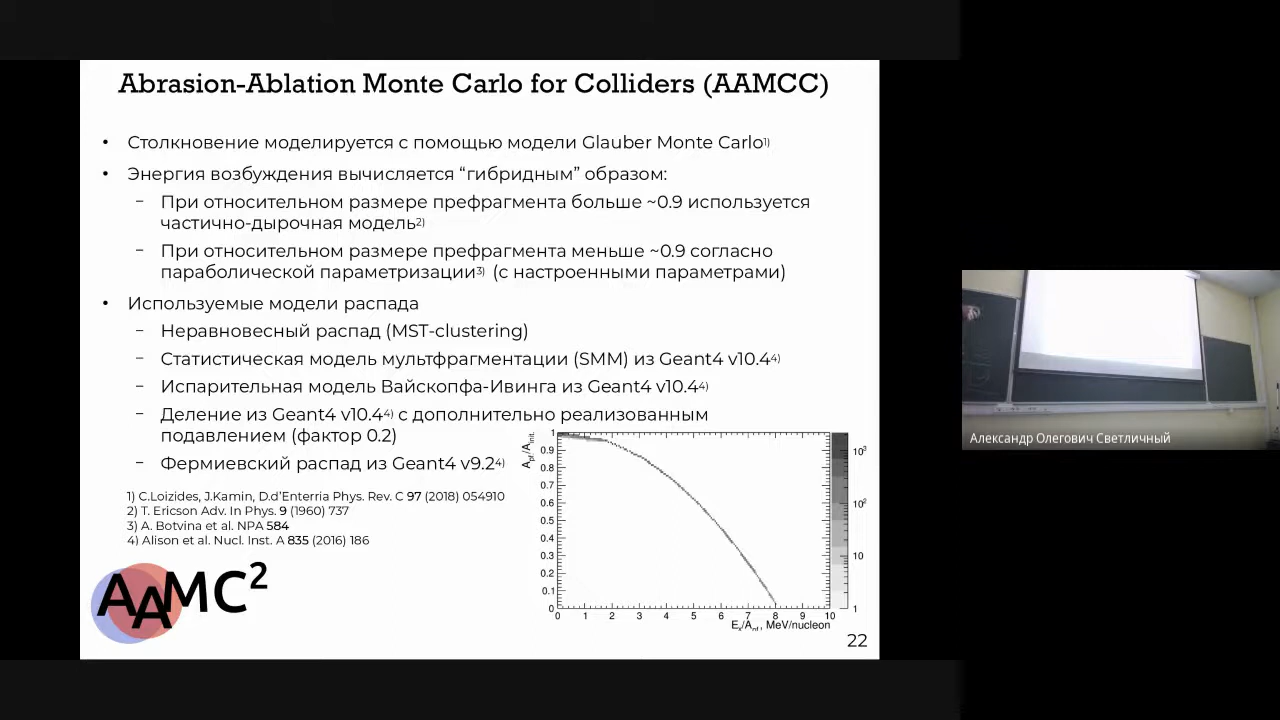 Abrasion-Ablation Monte Carlo for Colliders (AAMCC)
• Столкновение моделируется с помощью модели Glauber Monte Carlo1)
• Энергия возбуждения вычисляется “гибридным” образом:
− При относительном размере префрагмента больше ~0.9 используется
частично-дырочная модель2)
− При относительном размере префрагмента меньше ~0.9 согласно
параболической параметризации3) (с настроенными параметрами)
• Используемые модели распада
− Неравновесный распад (MST-clustering)
− Статистическая модель мультфрагментации (SMM) из Geant4 v10.44)
− Испарительная модель Вайскопфа-Ивинга из Geant4 v10.44)
− Деление из Geant4 v10.44) с дополнительно реализованным
подавлением (фактор 0.2)
− Фермиевский распад из Geant4 v9.24)
1) C.Loizides, J.Kamin, D.d’Enterria Phys. Rev. C 97 (2018) 054910
2) T. Ericson Adv. In Phys. 9 (1960) 737
3) A. Botvina et al. NPA 584
4) Alison et al. Nucl. Inst. A 835 (2016) 186
AAMC2
Apf/Ainit.
1
0.9
0.8
0.7
0.6
0.5
0.4
0.3
0.2
0.1
0
0 1 2 3 4 5 6 7 8 9 10
Ex/Apf, MeV/nucleon
103
102
10
1
22
Александр Олегович Светличный